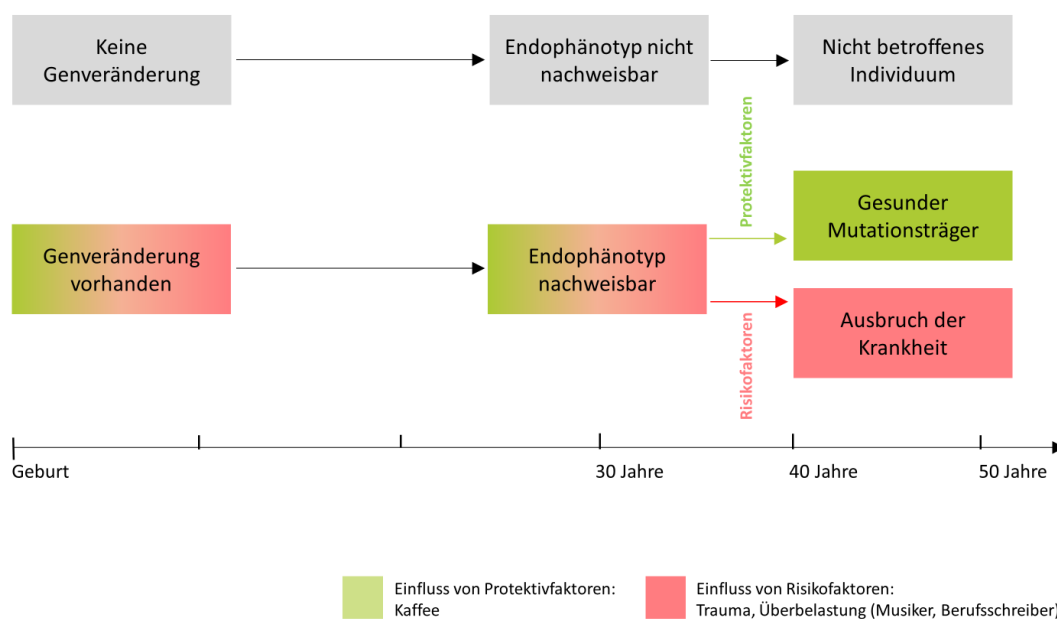 Keine
Genveränderung
Endophänotyp nicht
nachweisbar
Nicht betroffenes
Individuum
Protektivfaktoren
Gesunder
Mutationsträger
Genveränderung
vorhanden
Endophänotyp
nachweisbar
Risikofaktoren
Ausbruch der
Krankheit
Geburt
30 Jahre
40 Jahre
50 Jahre
Einfluss von Protektivfaktoren:
Kaffee
Einfluss von Risikofaktoren:
Trauma, Überbelastung (Musiker, Berufsschreiber)